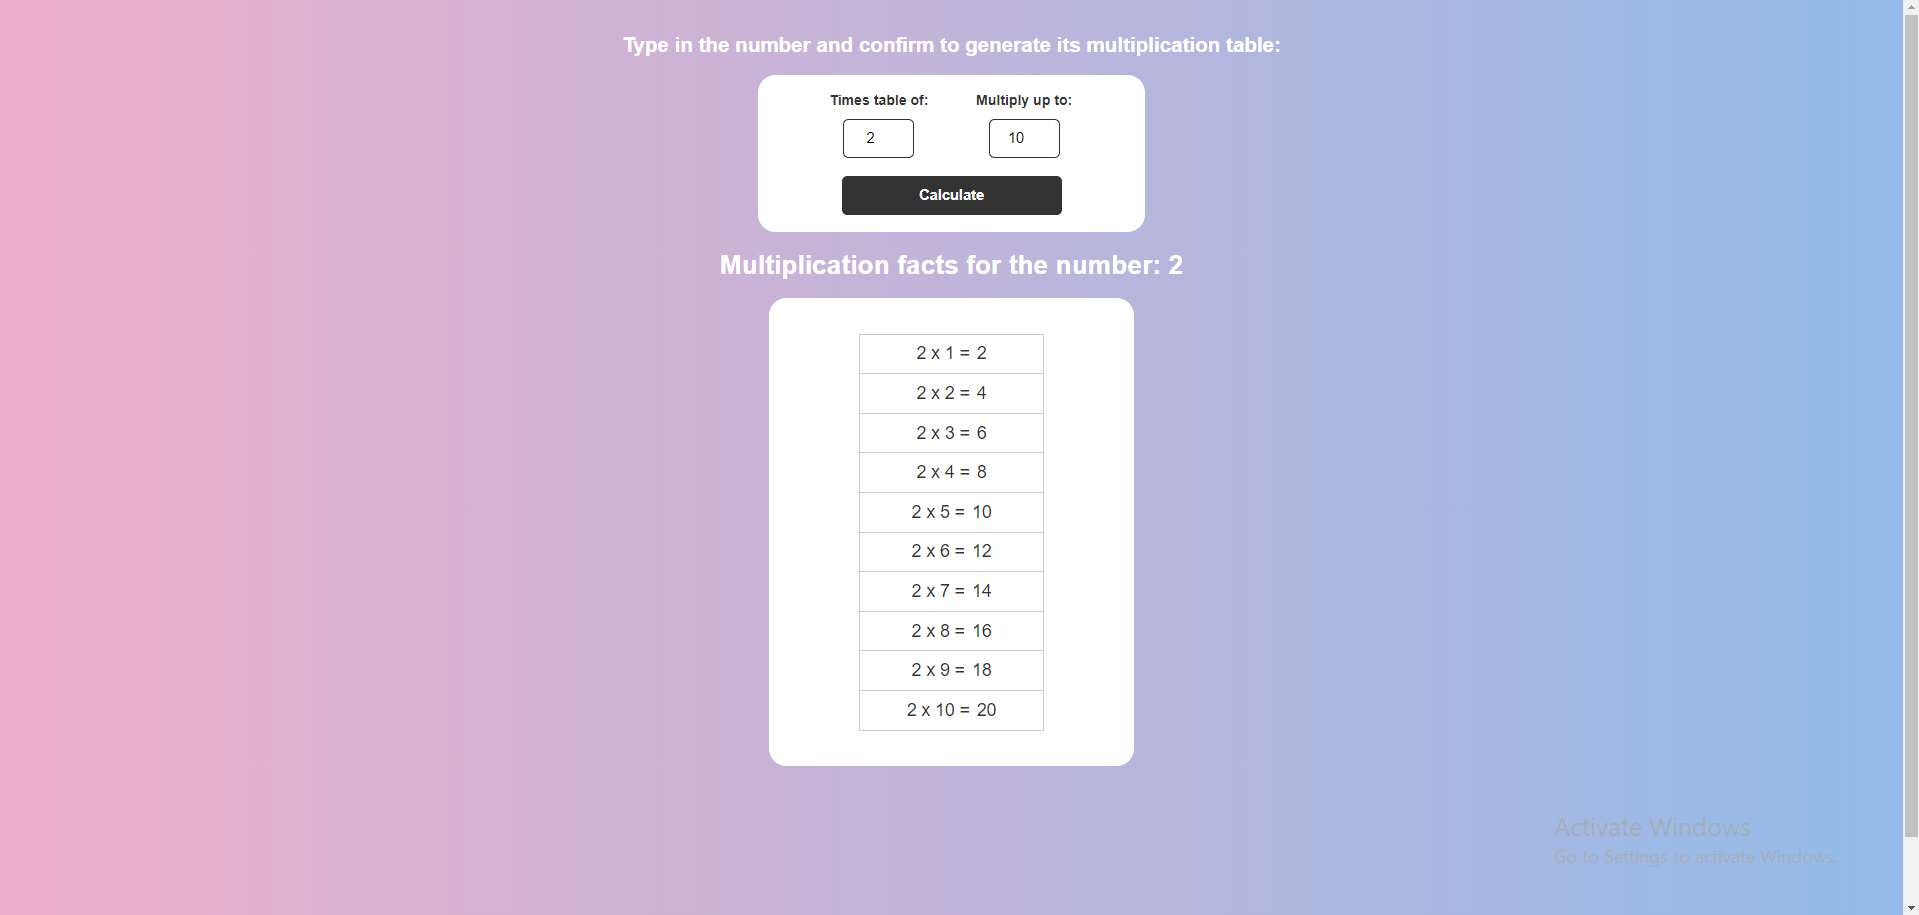 Type in the number and confirm to generate its multiplication table:
Times table of: Multiply up to:
2 10
Calculate
Multiplication facts for the number: 2
2 x 1 = 2
2 x 2 = 4
2 x 3 = 6
2 x 4 = 8
2 x 5 = 10
2 x 6 = 12
2 x 7 = 14
2 x 8 = 16
2 x 9 = 18
2 x 10 = 20
Activate Windows
Go to Settings to activate Windows.